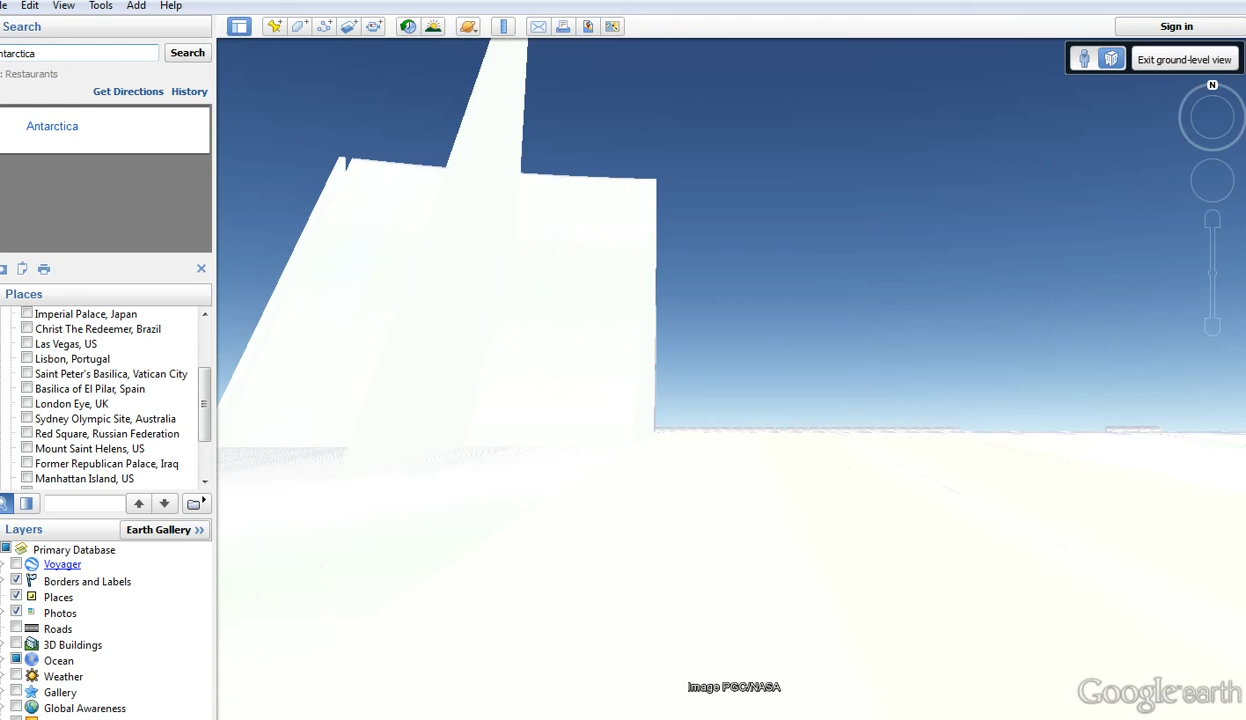 Edit View Tools Add Help
Search
ntarctica
Search
: Restaurants
Get Directions History
Antarctica
Places
Imperial Palace, Japan
Christ The Redeemer, Brazil
Las Vegas, US
Lisbon, Portugal
Saint Peter's Basilica, Vatican City
Basilica of El Pilar, Spain
London Eye, UK
Sydney Olympic Site, Australia
Red Square, Russian Federation
Mount Saint Helens, US
Former Republican Palace, Iraq
Manhattan Island, US
Layers
Earth Gallery >>
Primary Database
Voyager
Borders and Labels
Places
Photos
Roads
3D Buildings
Ocean
Weather
Gallery
Global Awareness
Sign in
Exit ground-level view
N
Image PGC/NASA
Google earth